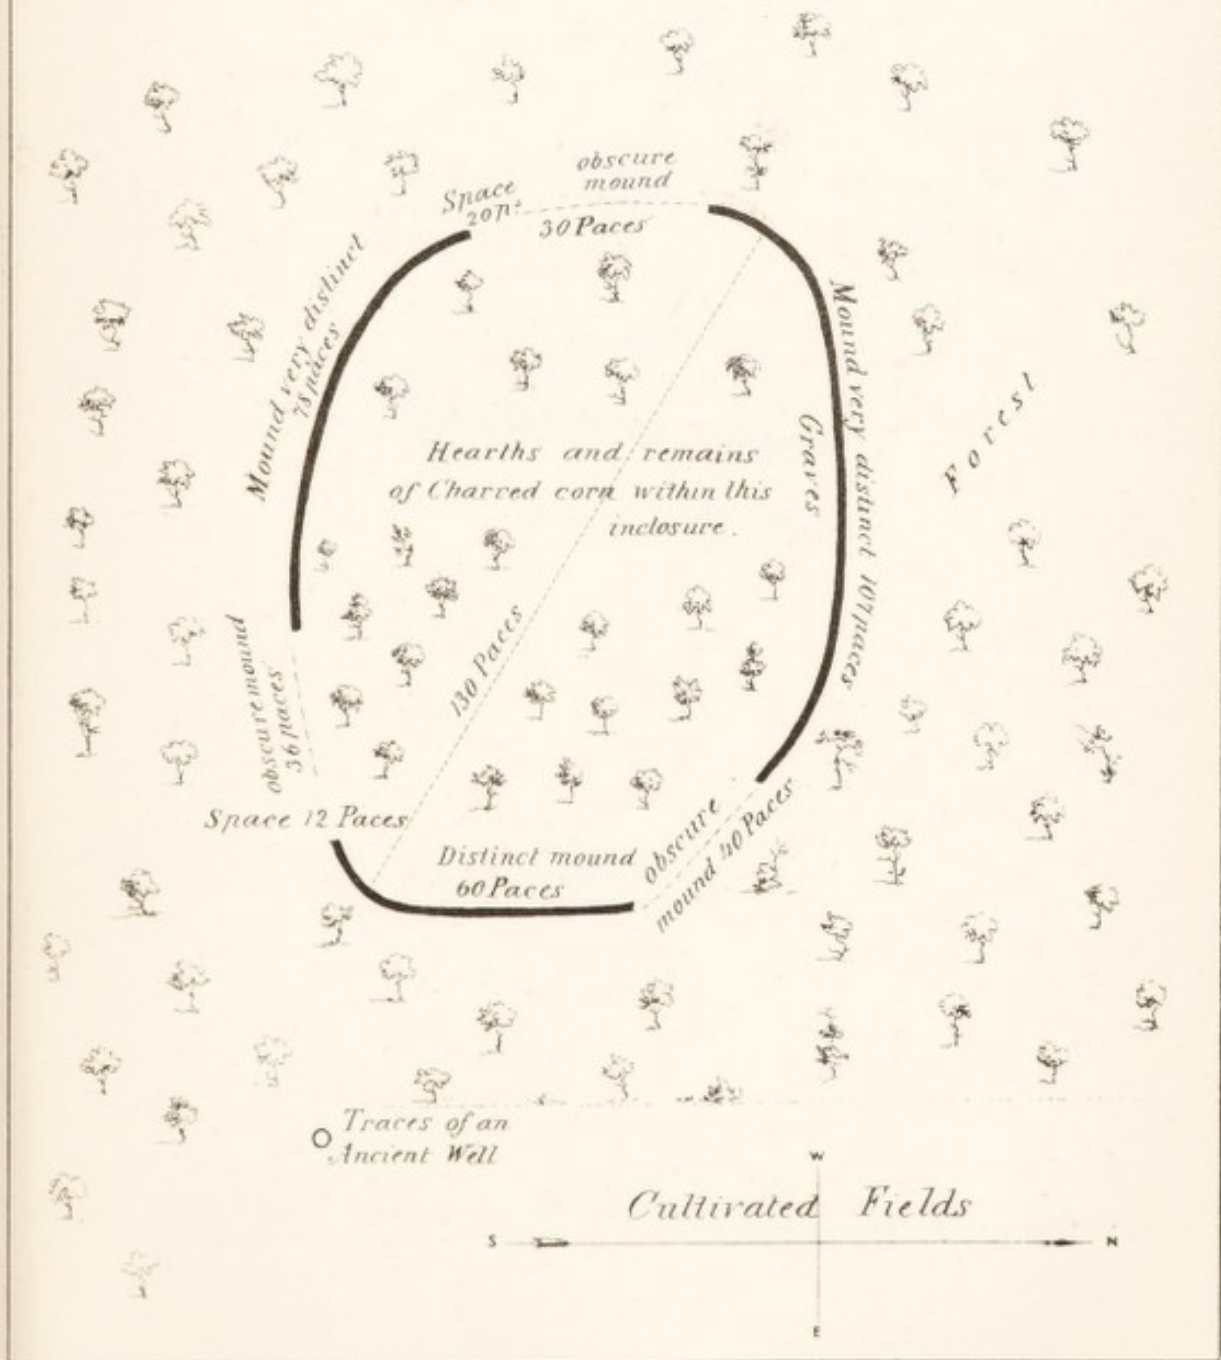 obscure
mound
Space
20 ps
30 Paces
Mound very distinct
78 paces
Mound very distinct 107 paces
Graves
Forest
Hearths and remains
of Charred corn within this
inclosure.
130 Paces
obscure mound
36 paces
Space 12 Paces
Distinct mound
60 Paces
obscure
mound 40 Paces
Traces of an
Ancient Well
W
Cultivated Fields
S
N
E